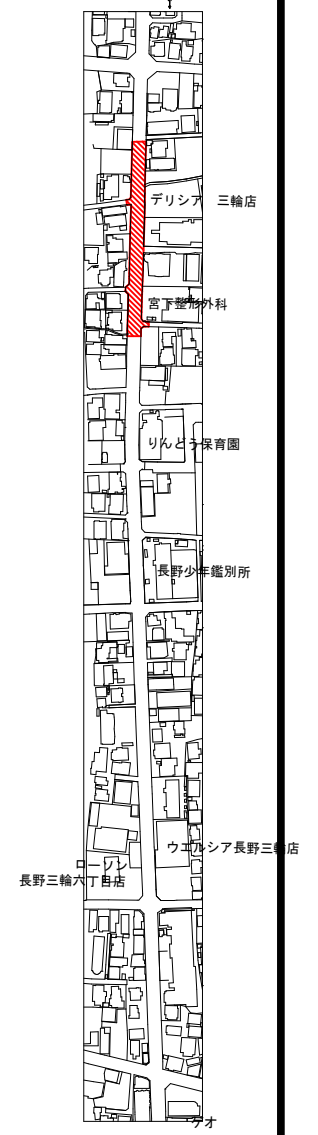 デリシア 三輪店
宮下整形外科
りんどう保育園
長野少年鑑別所
ウエルシア長野三輪店
ローソン
長野三輪六丁目店
ゲオ